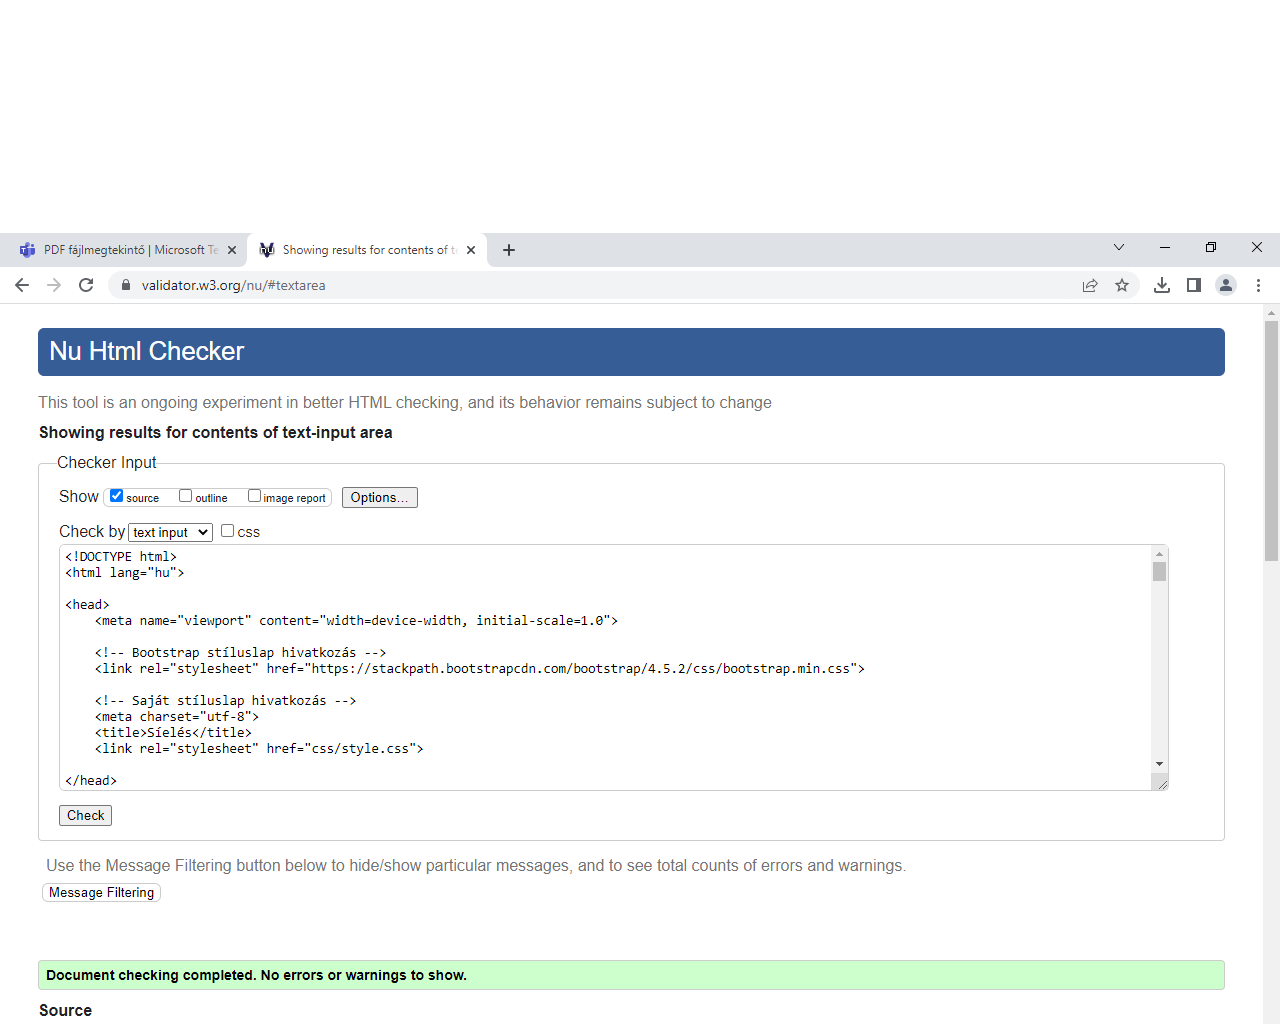 PDF fájlmegtekintő | Microsoft Te
Showing results for contents of te
validator.w3.org/nu/#textarea
Nu Html Checker
This tool is an ongoing experiment in better HTML checking, and its behavior remains subject to change
Showing results for contents of text-input area
Checker Input
Show source outline image report Options...
Check by text input css
<!DOCTYPE html>
<html lang="hu">
<head>
<meta name="viewport" content="width=device-width, initial-scale=1.0">
<!-- Bootstrap stíluslap hivatkozás -->
<link rel="stylesheet" href="https://stackpath.bootstrapcdn.com/bootstrap/4.5.2/css/bootstrap.min.css">
<!-- Saját stíluslap hivatkozás -->
<meta charset="utf-8">
<title>Síelés</title>
<link rel="stylesheet" href="css/style.css">
</head>
Check
Use the Message Filtering button below to hide/show particular messages, and to see total counts of errors and warnings.
Message Filtering
Document checking completed. No errors or warnings to show.
Source